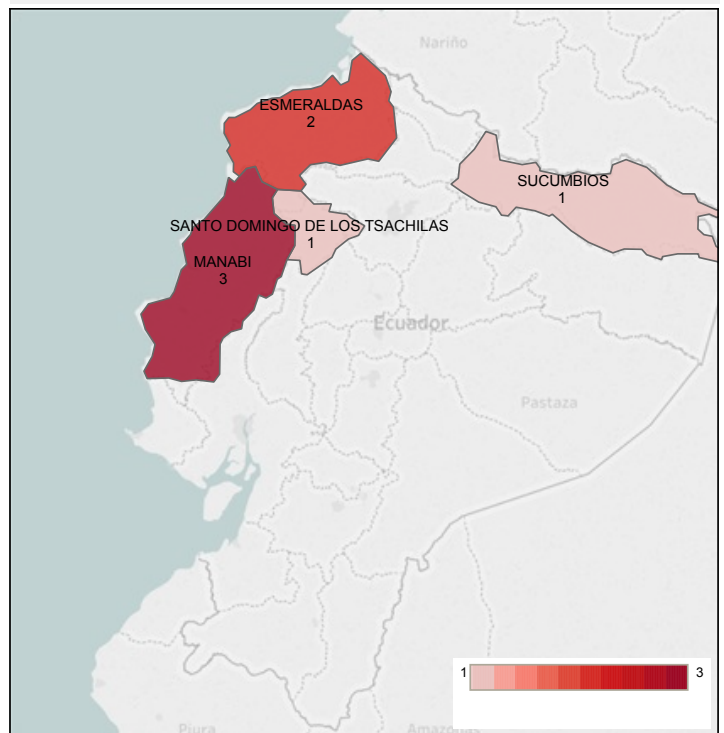 Nariño
ESMERALDAS
2
SUCUMBIOS
1
SANTO DOMINGO DE LOS TSACHILAS
1
MANABI
3
Ecuador
Pastaza
1
3
Piura
Amazonas